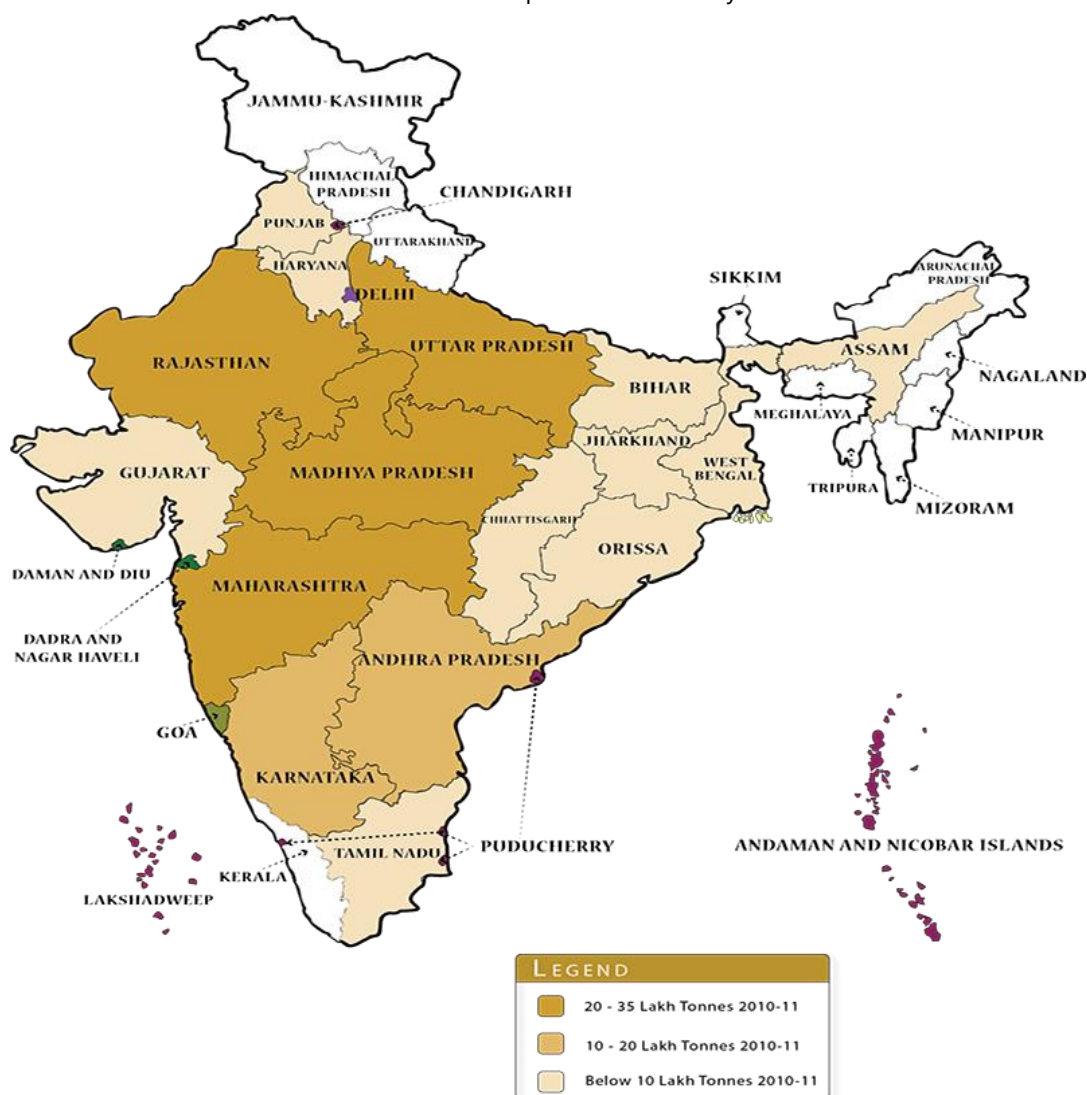 JAMMU-KASHMIR
HIMACHAL
PRADESH
CHANDIGARH
PUNJAB
UTTARAKHAND
HARYANA
DELHI
SIKKIM
ARUNACHAL
PRADESH
RAJASTHAN
UTTAR PRADESH
ASSAM
NAGALAND
BIHAR
MEGHALAYA
MANIPUR
JHARKHAND
GUJARAT
MADHYA PRADESH
WEST
BENGAL
TRIPURA
MIZORAM
CHHATTISGARH
ORISSA
DAMAN AND DIU
MAHARASHTRA
DADRA AND
NAGAR HAVELI
ANDHRA PRADESH
GOA
KARNATAKA
PUDUCHERRY
ANDAMAN AND NICOBAR ISLANDS
TAMIL NADU
KERALA
LAKSHADWEEP
LEGEND
20 - 35 Lakh Tonnes 2010-11
10 - 20 Lakh Tonnes 2010-11
Below 10 Lakh Tonnes 2010-11